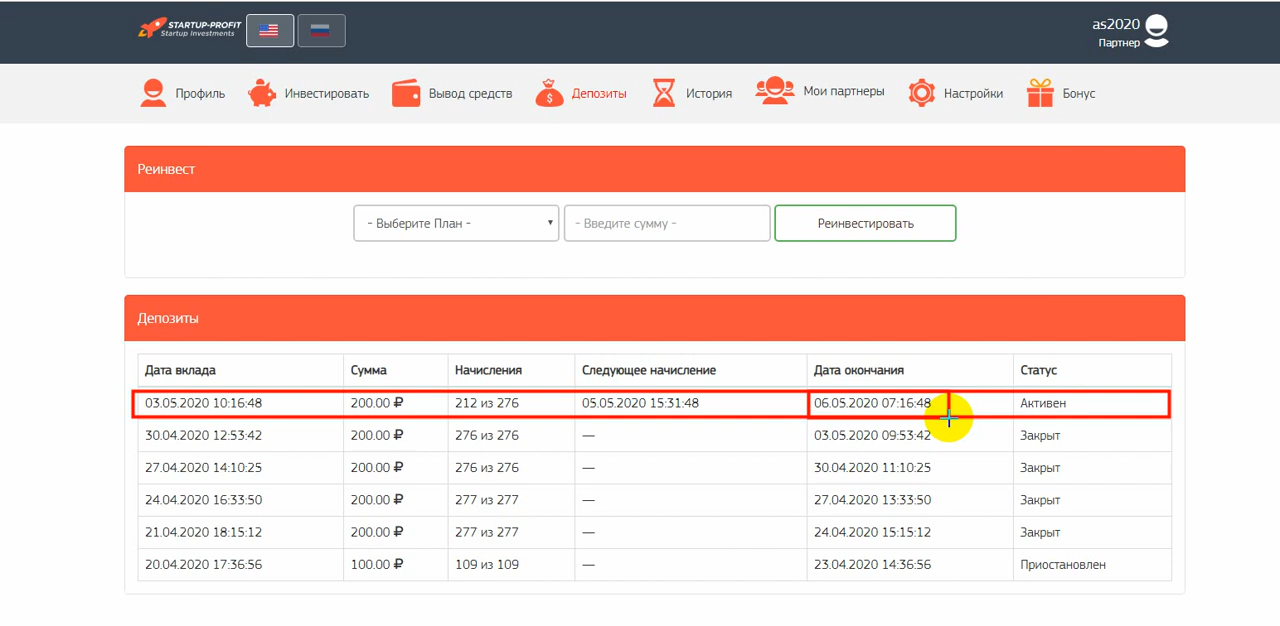 STARTUP-PROFIT
Startup Investments
as2020
Партнер
Профиль Инвестировать Вывод средств Депозиты История Мои партнеры Настройки Бонус
Реинвест
- Выберите План - - Введите сумму - Реинвестировать
Депозиты
Дата вклада Сумма Начисления Следующее начисление Дата окончания Статус
03.05.2020 10:16:48 200.00 ₽ 212 из 276 05.05.2020 15:31:48 06.05.2020 07:16:48 Активен
30.04.2020 12:53:42 200.00 ₽ 276 из 276 — 03.05.2020 09:53:42 Закрыт
27.04.2020 14:10:25 200.00 ₽ 276 из 276 — 30.04.2020 11:10:25 Закрыт
24.04.2020 16:33:50 200.00 ₽ 277 из 277 — 27.04.2020 13:33:50 Закрыт
21.04.2020 18:15:12 200.00 ₽ 277 из 277 — 24.04.2020 15:15:12 Закрыт
20.04.2020 17:36:56 100.00 ₽ 109 из 109 — 23.04.2020 14:36:56 Приостановлен